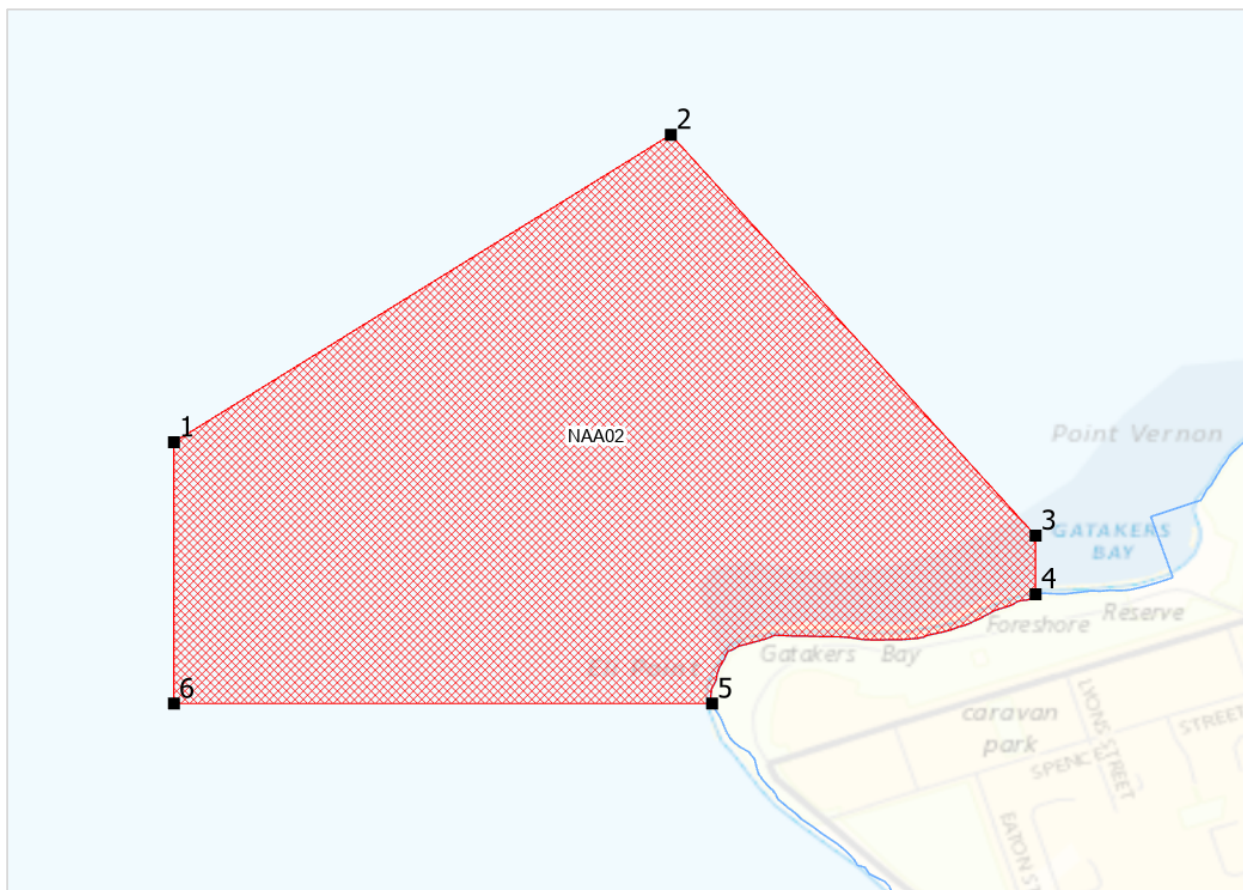 2
1
NAA02
Point Vernon
3
GATAKERS
BAY
4
Foreshore Reserve
Gatakers Bay
6
5
caravan
park
LYONS STREET
STREET
SPENC
EATON ST